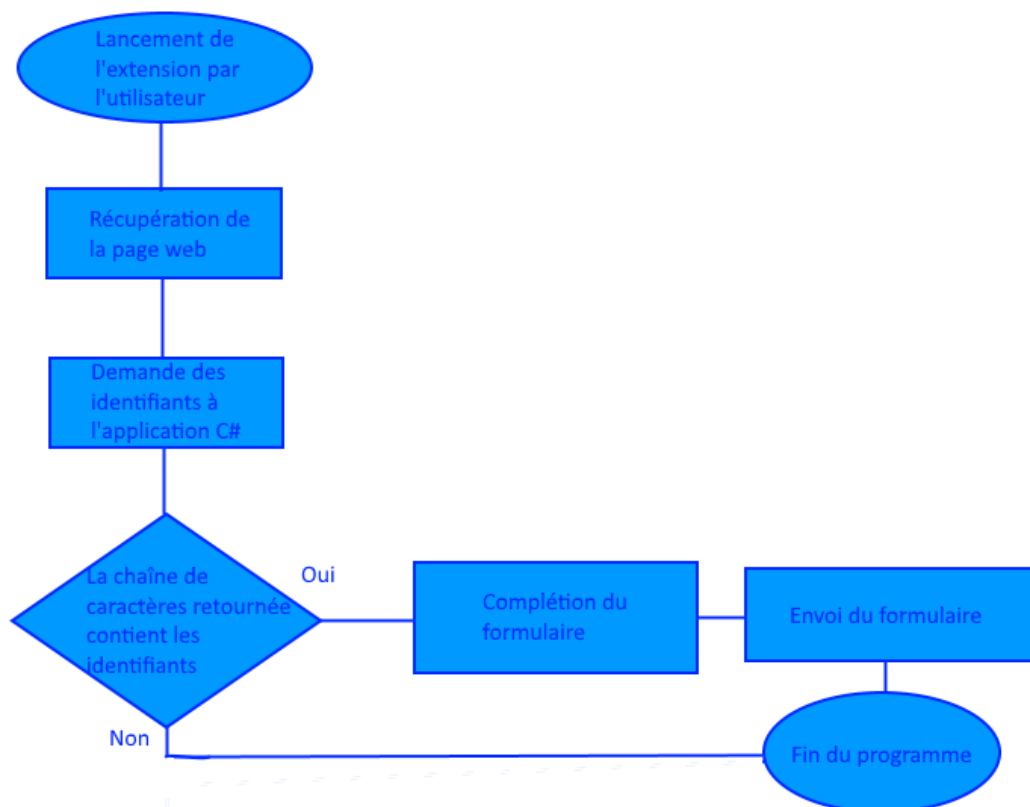 Lancement de
l'extension par
l'utilisateur
Récupération de
la page web
Demande des
identifiants à
l'application C#
La chaîne de
caractères retournée
contient les
identifiants
Oui
Complétion du
formulaire
Envoi du formulaire
Non
Fin du programme